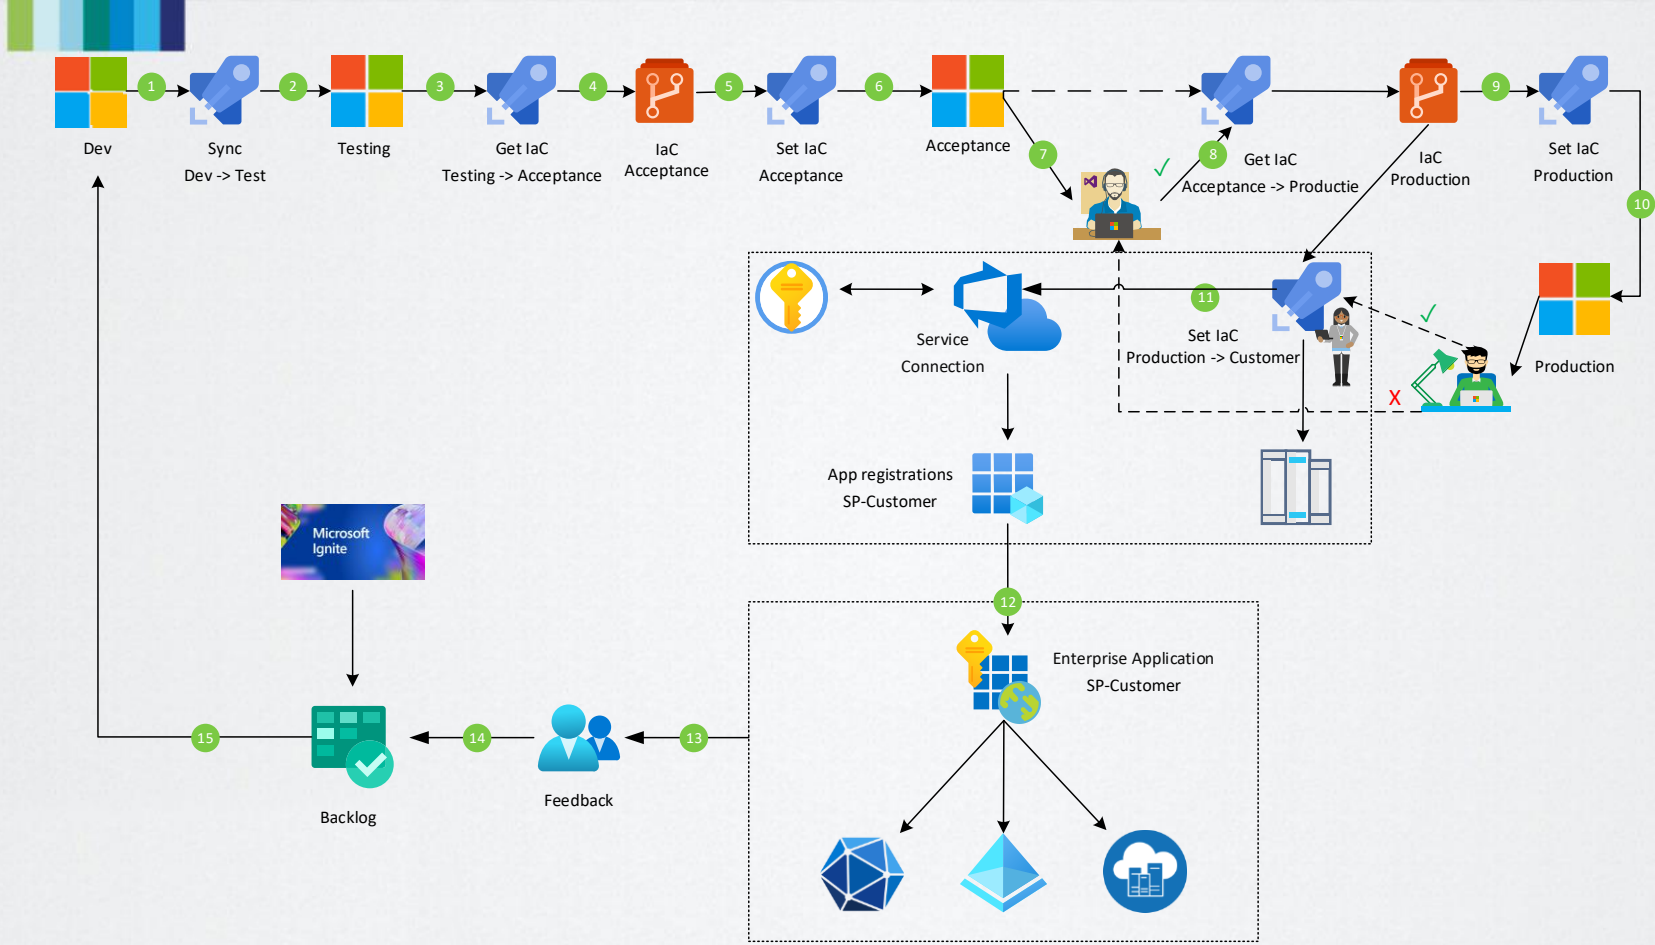 1
2
3
4
5
6
9
Dev
Sync
Dev -> Test
Testing
Get IaC
Testing -> Acceptance
IaC
Acceptance
Set IaC
Acceptance
Acceptance
7
✓
8
Get IaC
Acceptance -> Productie
IaC
Production
Set IaC
Production
10
Service
Connection
11
Set IaC
Production -> Customer
✓
X
Production
App registrations
SP-Customer
Microsoft
Ignite
12
Enterprise Application
SP-Customer
15
14
13
Backlog
Feedback